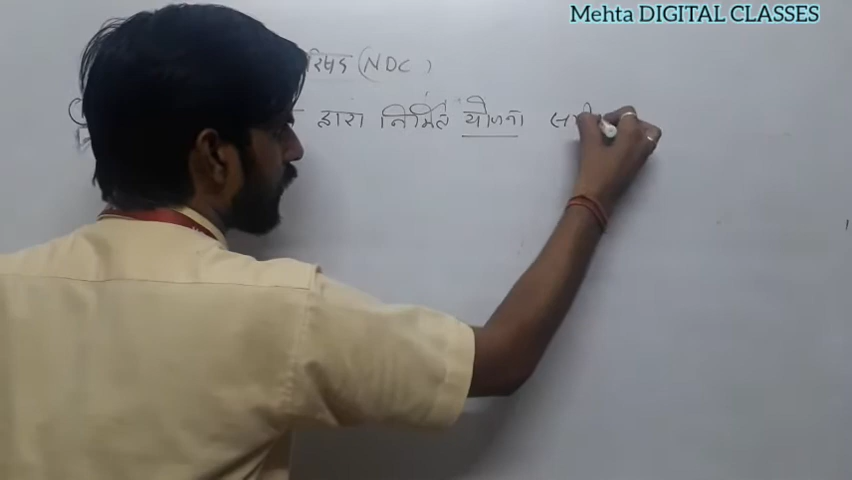 Mehta DIGITAL CLASSES
रिषद (NDC)
द्वारा निर्मित योजना